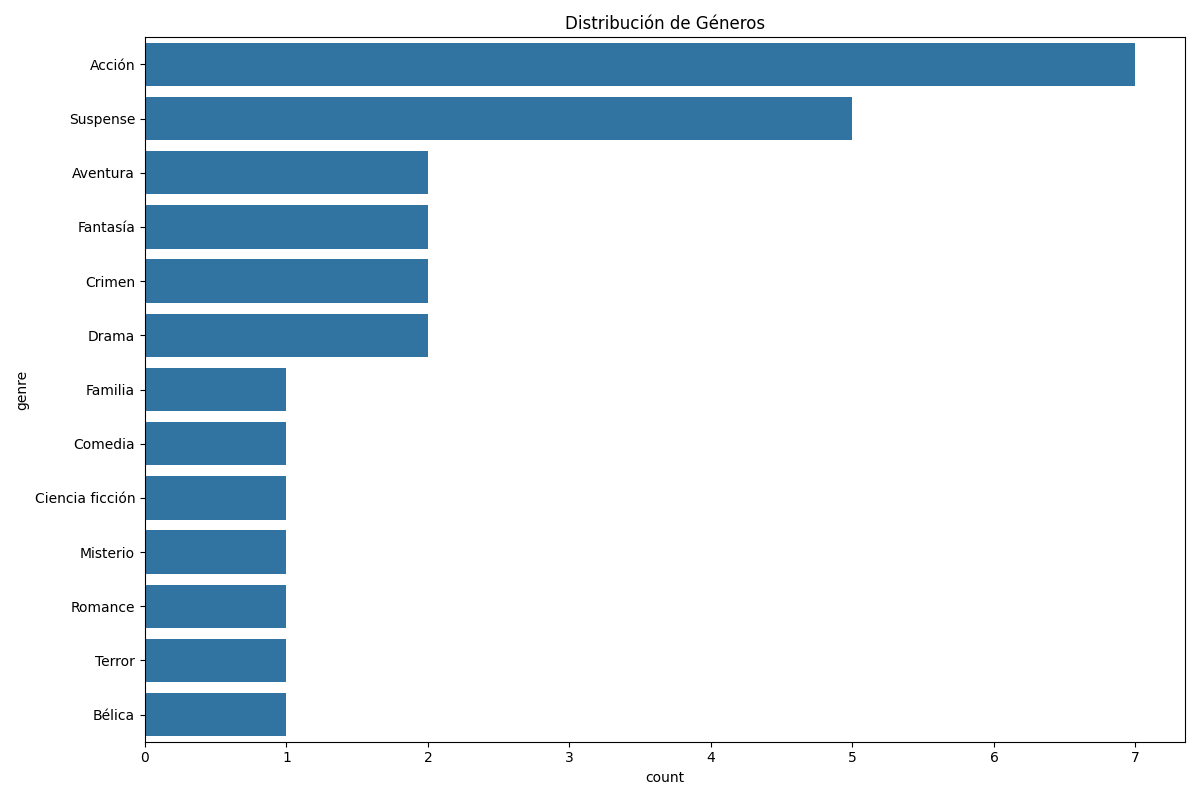 Distribución de Géneros
Acción
Suspense
Aventura
Fantasía
Crimen
Drama
Familia
Comedia
Ciencia ficción
Misterio
Romance
Terror
Bélica
genre
0 1 2 3 4 5 6 7
count